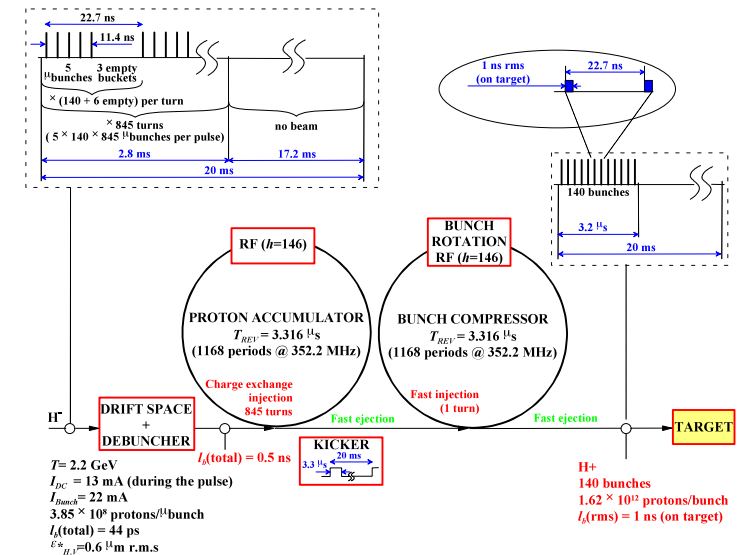 22.7 ns
11.4 ns
5 3 empty
µbunches buckets
× (140 + 6 empty) per turn
× 845 turns
( 5 × 140 × 845 µbunches per pulse)
no beam
2.8 ms
17.2 ms
20 ms
1 ns rms
(on target)
22.7 ns
140 bunches
3.2 µs
20 ms
RF (h=146)
BUNCH
ROTATION
RF (h=146)
PROTON ACCUMULATOR
T_REV = 3.316 µs
(1168 periods @ 352.2 MHz)
BUNCH COMPRESSOR
T_REV = 3.316 µs
(1168 periods @ 352.2 MHz)
Charge exchange
injection
845 turns
Fast injection
(1 turn)
H⁻
DRIFT SPACE
+
DEBUNCHER
Fast ejection
Fast ejection
TARGET
l_b(total) = 0.5 ns
KICKER
20 ms
3.3 µs
T= 2.2 GeV
I_DC = 13 mA (during the pulse)
I_Bunch= 22 mA
3.85 × 10⁸ protons/µbunch
l_b(total) = 44 ps
ε*_H,V=0.6 µm r.m.s
H+
140 bunches
1.62 × 10¹² protons/bunch
l_b(rms) = 1 ns (on target)